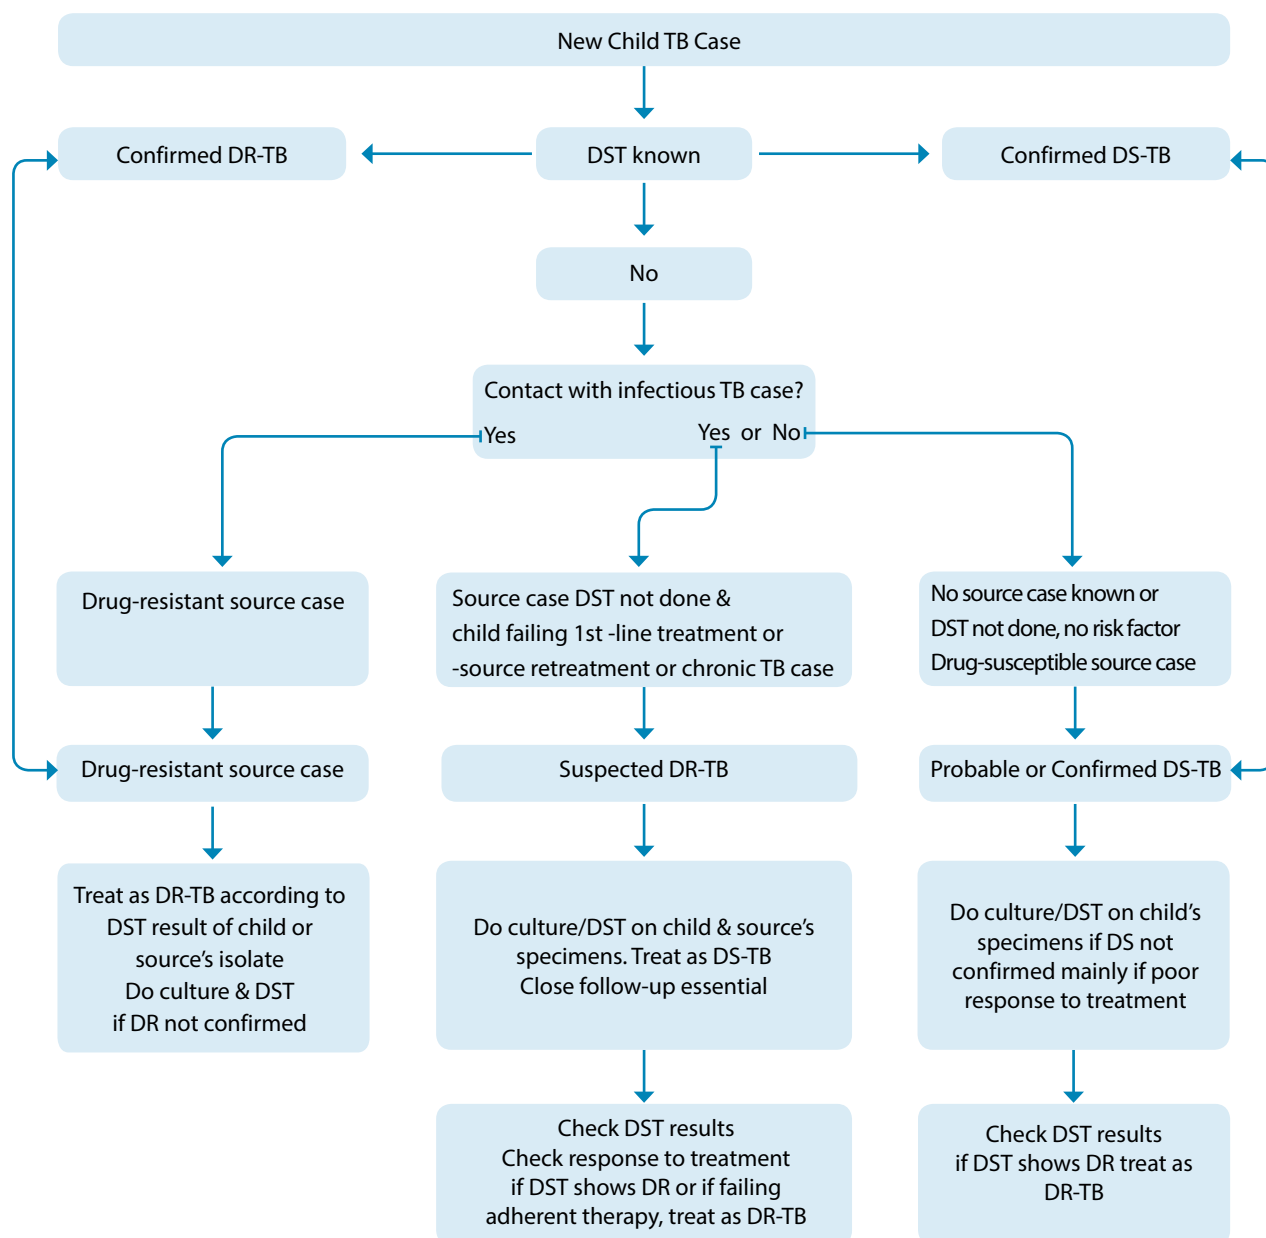 New Child TB Case
Confirmed DR-TB
DST known
Confirmed DS-TB
No
Contact with infectious TB case?
Yes
Yes or No
Drug-resistant source case
Source case DST not done &
child failing 1st -line treatment or
-source retreatment or chronic TB case
No source case known or
DST not done, no risk factor
Drug-susceptible source case
Drug-resistant source case
Suspected DR-TB
Probable or Confirmed DS-TB
Treat as DR-TB according to
DST result of child or
source’s isolate
Do culture & DST
if DR not confirmed
Do culture/DST on child & source’s
specimens. Treat as DS-TB
Close follow-up essential
Do culture/DST on child’s
specimens if DS not
confirmed mainly if poor
response to treatment
Check DST results
Check response to treatment
if DST shows DR or if failing
adherent therapy, treat as DR-TB
Check DST results
if DST shows DR treat as
DR-TB